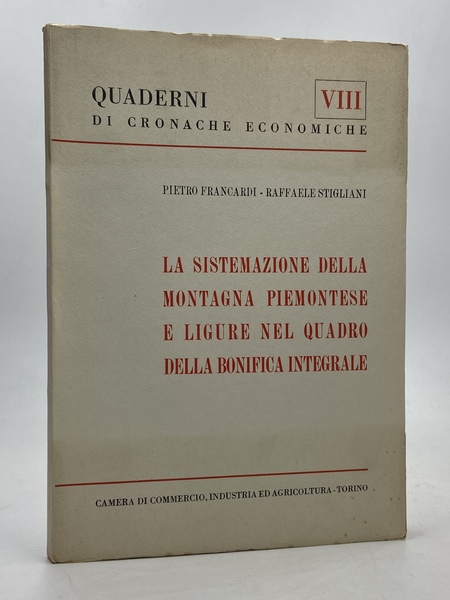 QUADERNI VIII
DI CRONACHE ECONOMICHE
PIETRO FRANCARDI - RAFFAELE STIGLIANI
LA SISTEMAZIONE DELLA
MONTAGNA PIEMONTESE
E LIGURE NEL QUADRO
DELLA BONIFICA INTEGRALE
CAMERA DI COMMERCIO, INDUSTRIA ED AGRICOLTURA - TORINO